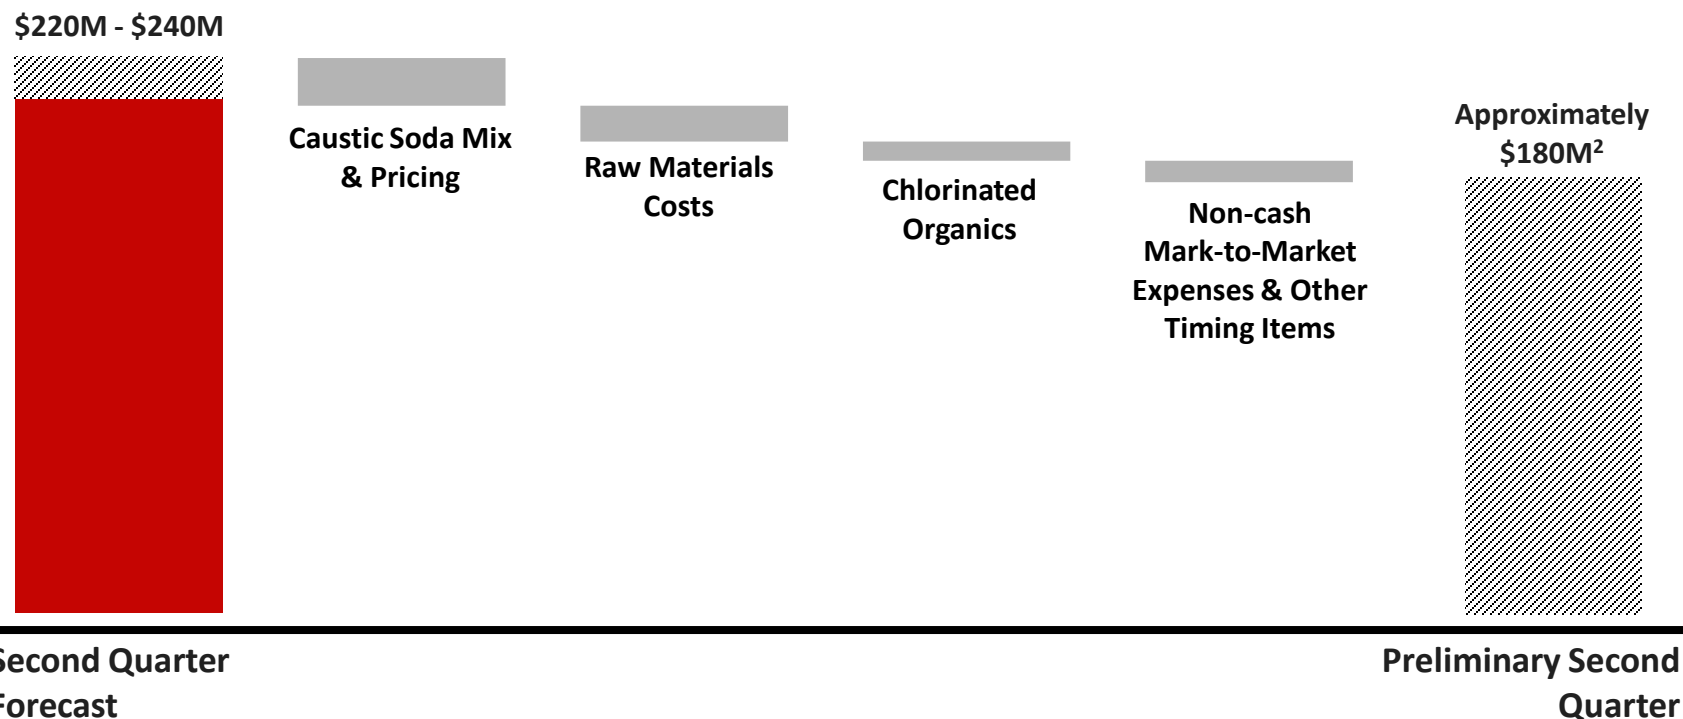 $220M - $240M
Caustic Soda Mix
& Pricing
Raw Materials
Costs
Chlorinated
Organics
Non-cash
Mark-to-Market
Expenses & Other
Timing Items
Approximately
$180M²
Second Quarter
Forecast
Preliminary Second
Quarter